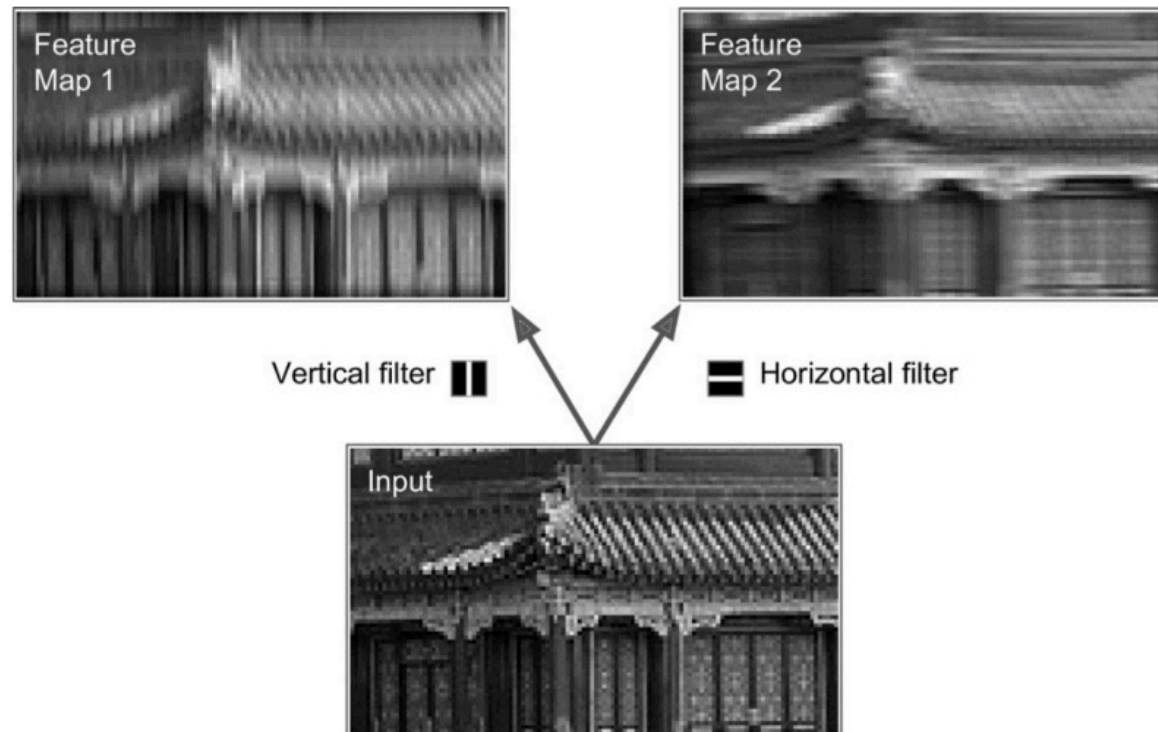 Feature
Map 1
Feature
Map 2
Vertical filter
Horizontal filter
Input